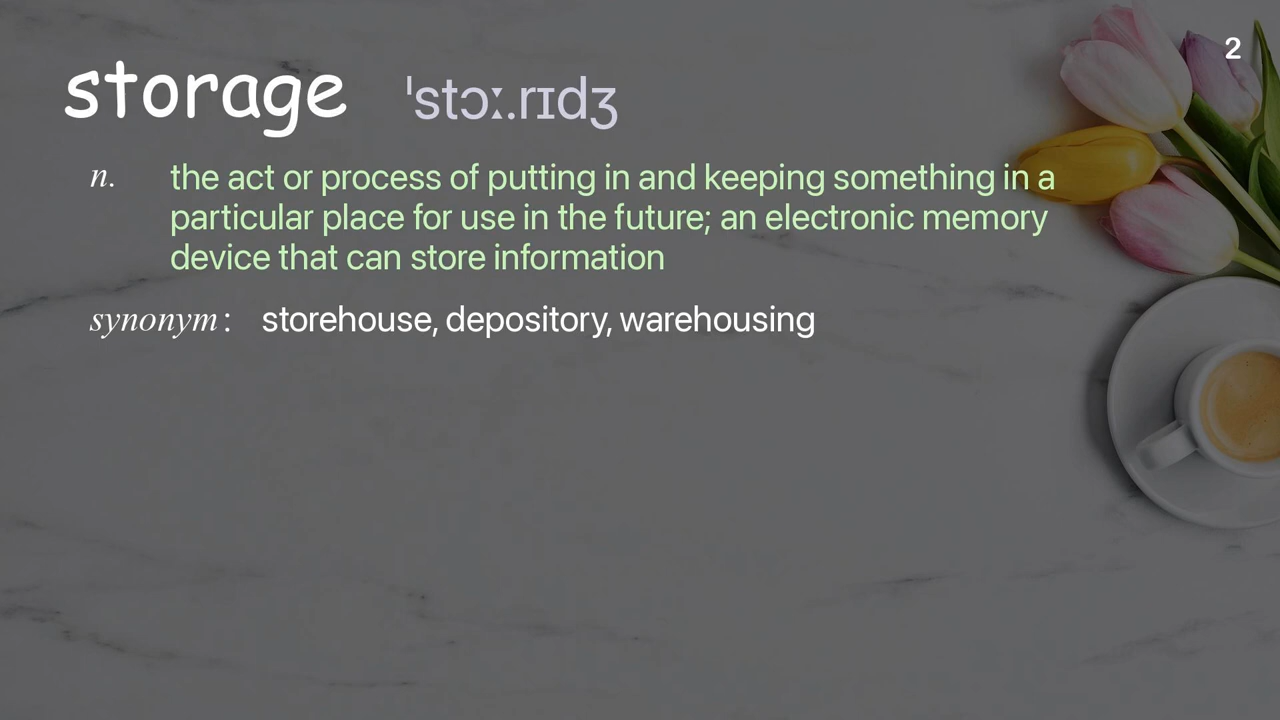 2
storage ˈstɔː.rɪdʒ
n. the act or process of putting in and keeping something in a
particular place for use in the future; an electronic memory
device that can store information
synonym : storehouse, depository, warehousing